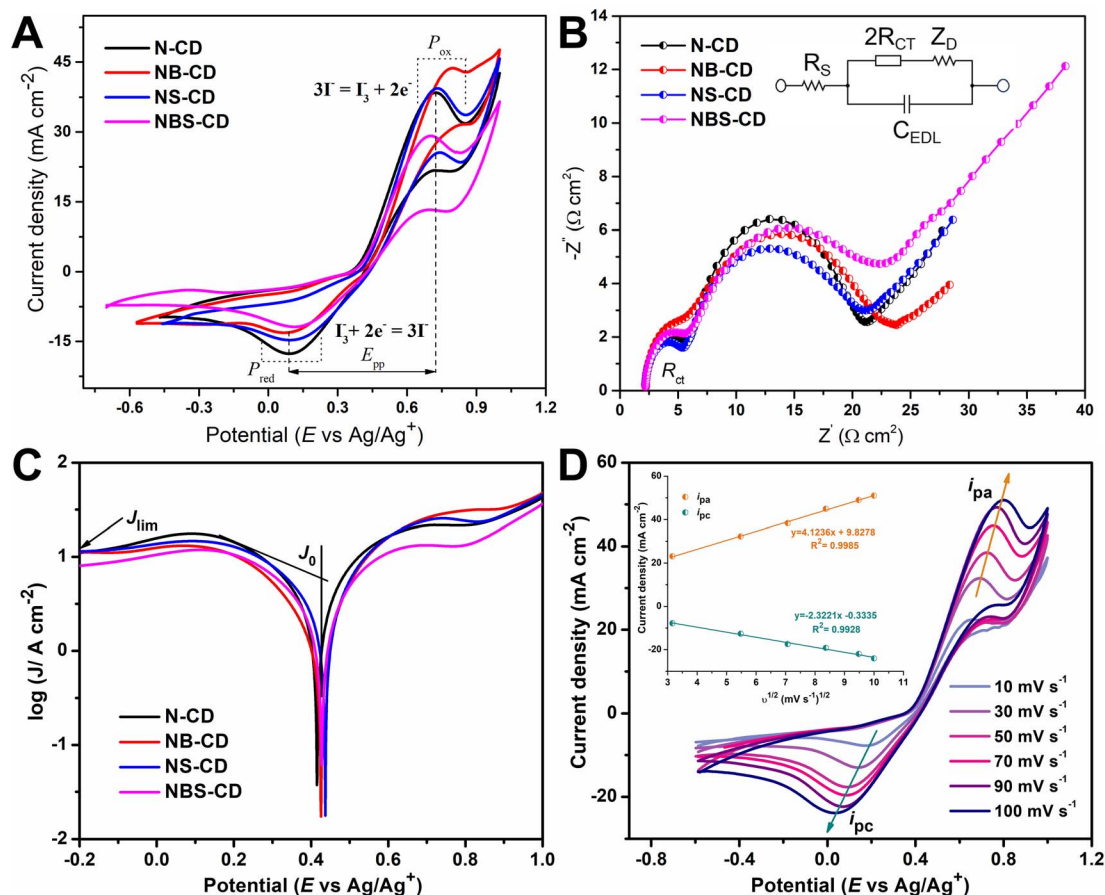 A
N-CD
NB-CD
NS-CD
NBS-CD
P_ox
3I⁻ = I₃⁻ + 2e⁻
I₃⁻ + 2e⁻ = 3I⁻
P_red
E_pp
45
30
15
0
-15
-0.6 -0.3 0.0 0.3 0.6 0.9 1.2
Current density (mA cm⁻²)
Potential (E vs Ag/Ag⁺)
B
N-CD
NB-CD
NS-CD
NBS-CD
R_S
2R_CT
Z_D
C_EDL
R_ct
14
12
10
8
6
4
2
0
0 5 10 15 20 25 30 35 40
-Z" (Ω cm²)
Z' (Ω cm²)
C
J_lim
J₀
N-CD
NB-CD
NS-CD
NBS-CD
2
1
0
-1
-2
-0.2 0.0 0.2 0.4 0.6 0.8 1.0
log (J/ A cm⁻²)
Potential (E vs Ag/Ag⁺)
D
i_pa
i_pc
y=4.1236x + 9.8278
R²= 0.9985
y=-2.3221x -0.3335
R²= 0.9928
60
40
20
0
-20
3 4 5 6 7 8 9 10 11
Current density (mA cm⁻²)
υ^1/2 (mV s⁻¹)^1/2
i_pa
i_pc
10 mV s⁻¹
30 mV s⁻¹
50 mV s⁻¹
70 mV s⁻¹
90 mV s⁻¹
100 mV s⁻¹
60
40
20
0
-20
-0.8 -0.4 0.0 0.4 0.8 1.2
Current density (mA cm⁻²)
Potential (E vs Ag/Ag⁺)